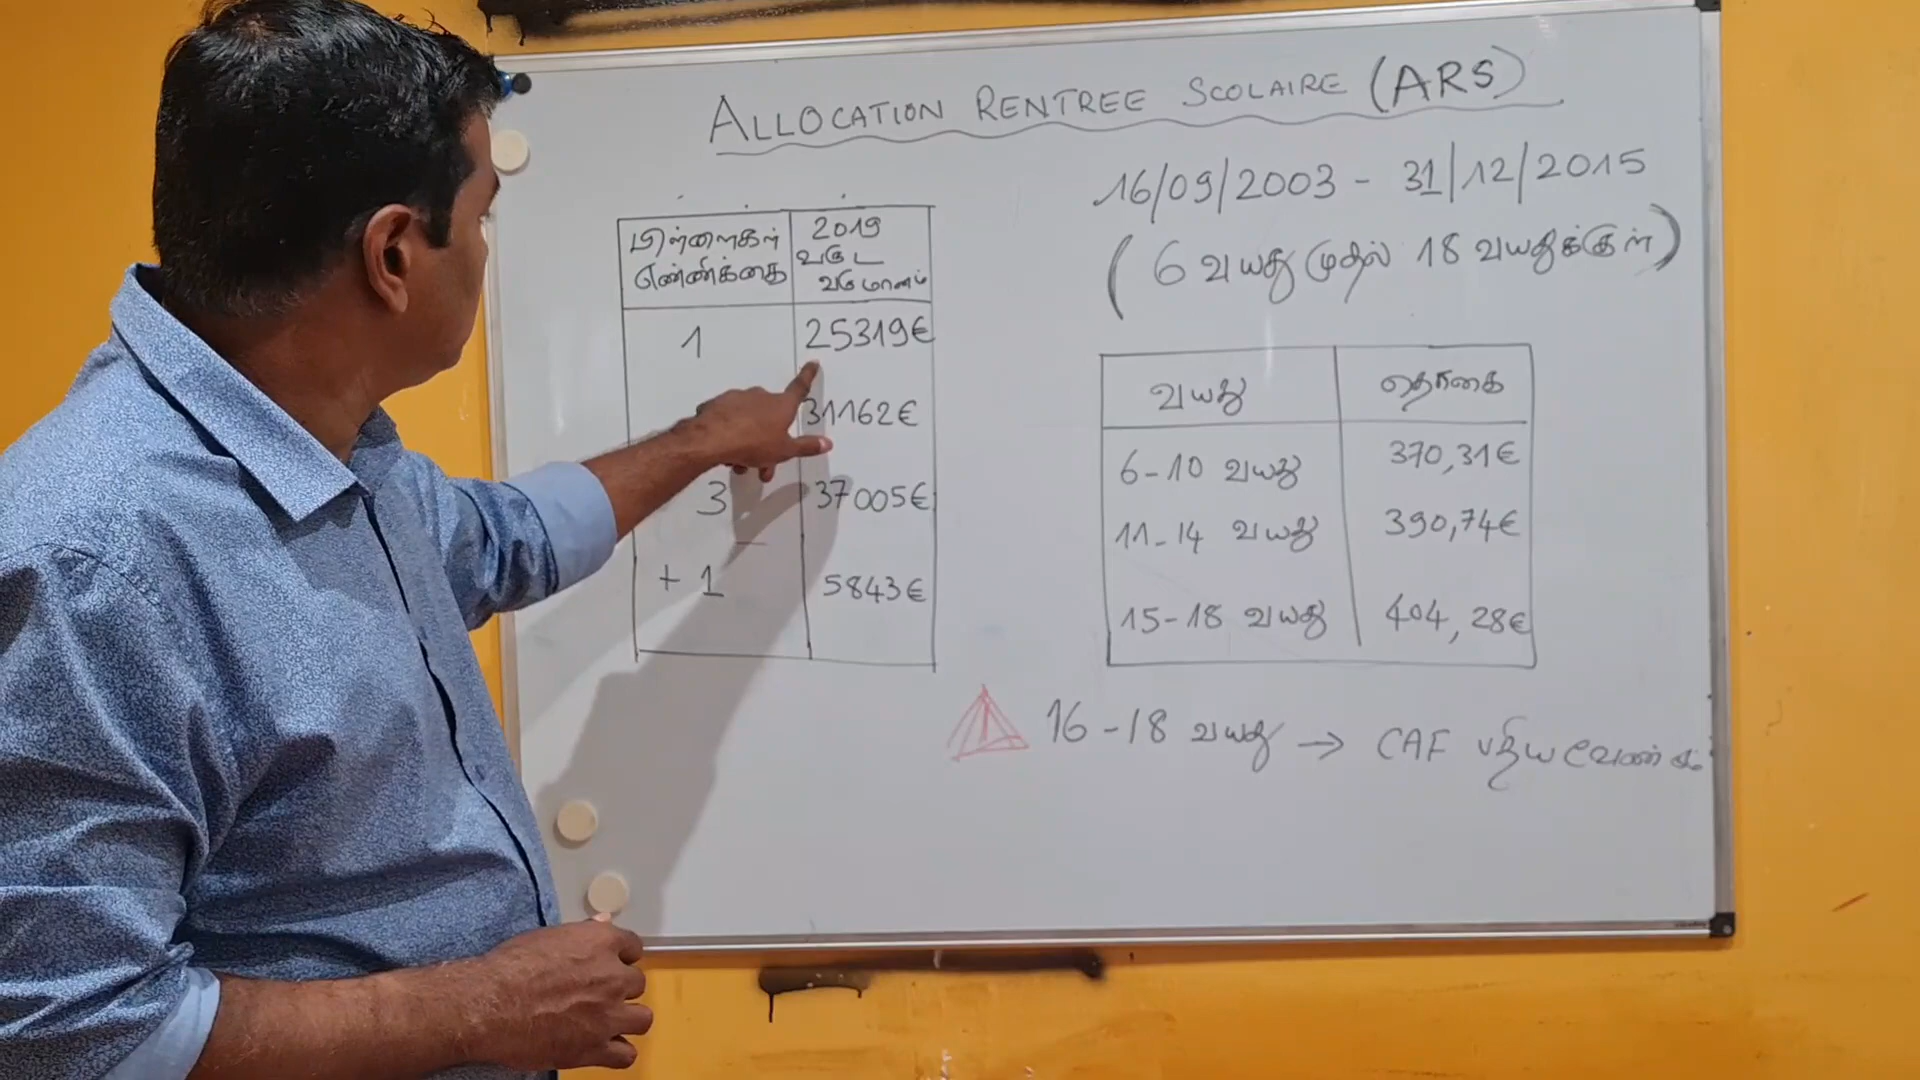 ALLOCATION RENTREE SCOLAIRE (ARS)
16/09/2003 - 31/12/2015
(6 வயது முதல் 18 வயதுக்குள்)
பிள்ளைகள் எண்ணிக்கை
2019 வருட வருமானம்
1 25319€
31162€
3 37005€
+ 1 5843€
வயது தொகை
6-10 வயது 370,31€
11-14 வயது 390,74€
15-18 வயது 404,28€
16-18 வயது → CAF பதிய வேண்டும்